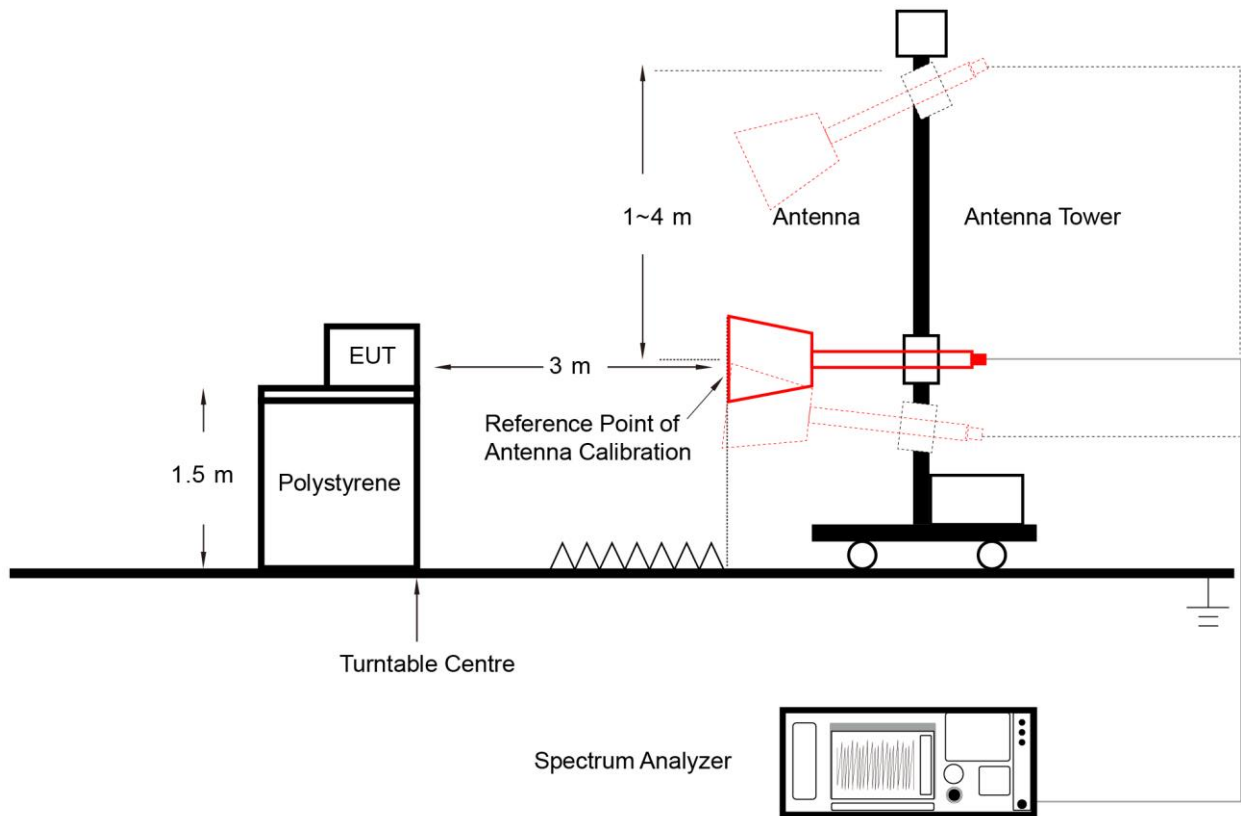 1~4 m
Antenna
Antenna Tower
EUT
3 m
Reference Point of
Antenna Calibration
1.5 m
Polystyrene
Turntable Centre
Spectrum Analyzer